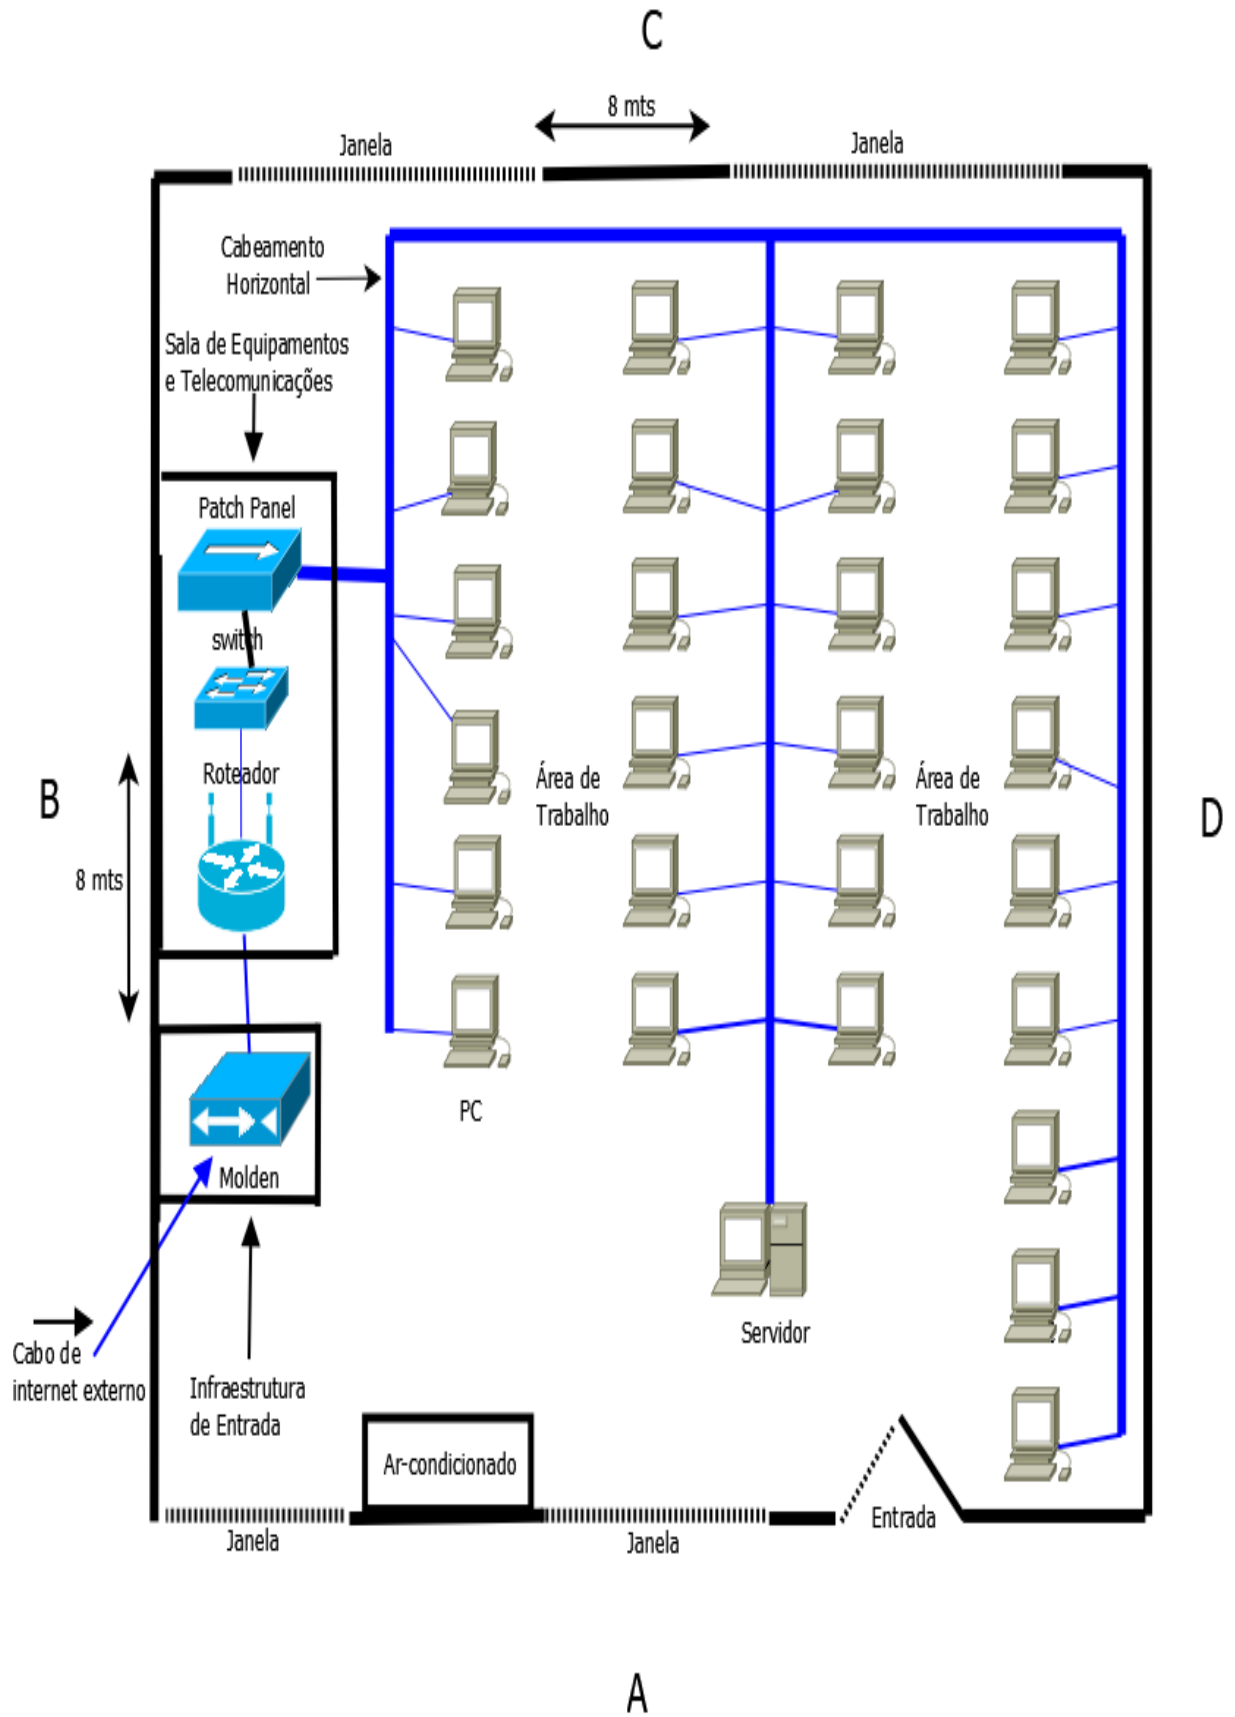 C
8 mts
Janela
Janela
Cabeamento
Horizontal
Sala de Equipamentos
e Telecomunicações
Patch Panel
switch
Roteador
Área de
Trabalho
Área de
Trabalho
B
D
8 mts
PC
Molden
Servidor
Cabo de
internet externo
Infraestrutura
de Entrada
Ar-condicionado
Entrada
Janela
Janela
A